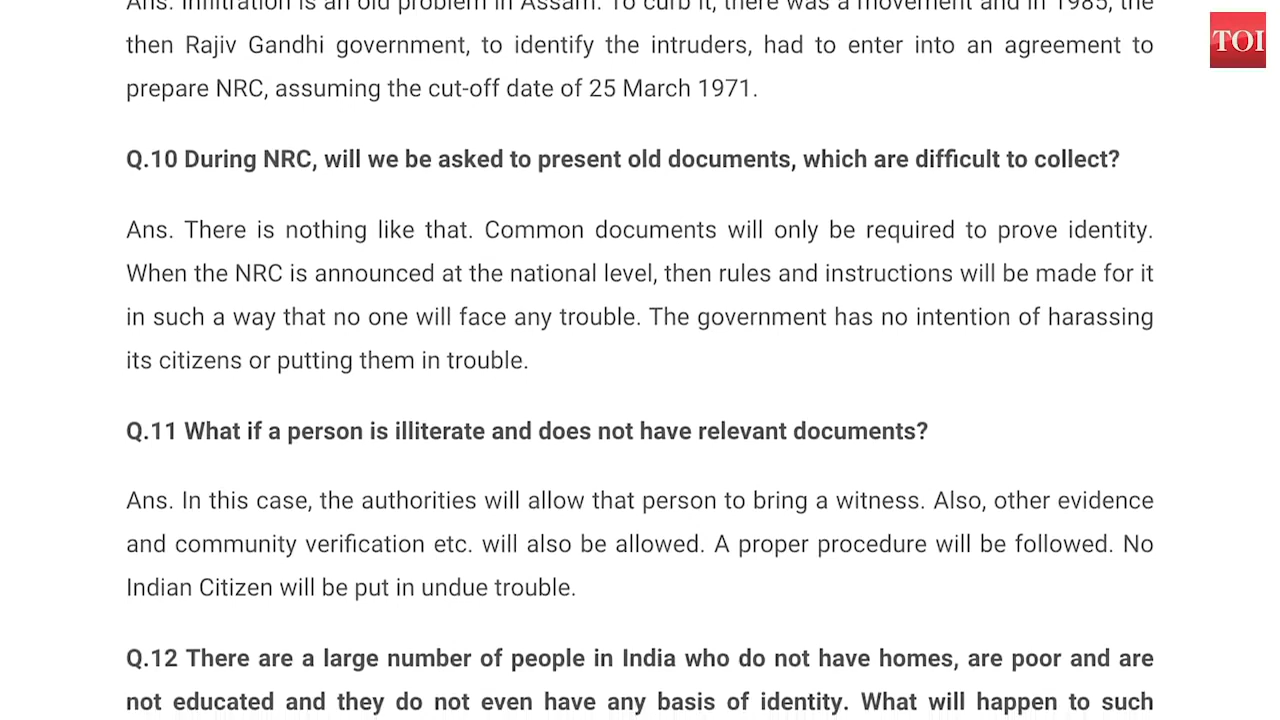 Ans. Infiltration is an old problem in Assam. To curb it, there was a movement and in 1985, the
TOI
then Rajiv Gandhi government, to identify the intruders, had to enter into an agreement to
prepare NRC, assuming the cut-off date of 25 March 1971.
Q.10 During NRC, will we be asked to present old documents, which are difficult to collect?
Ans. There is nothing like that. Common documents will only be required to prove identity.
When the NRC is announced at the national level, then rules and instructions will be made for it
in such a way that no one will face any trouble. The government has no intention of harassing
its citizens or putting them in trouble.
Q.11 What if a person is illiterate and does not have relevant documents?
Ans. In this case, the authorities will allow that person to bring a witness. Also, other evidence
and community verification etc. will also be allowed. A proper procedure will be followed. No
Indian Citizen will be put in undue trouble.
Q.12 There are a large number of people in India who do not have homes, are poor and are
not educated and they do not even have any basis of identity. What will happen to such